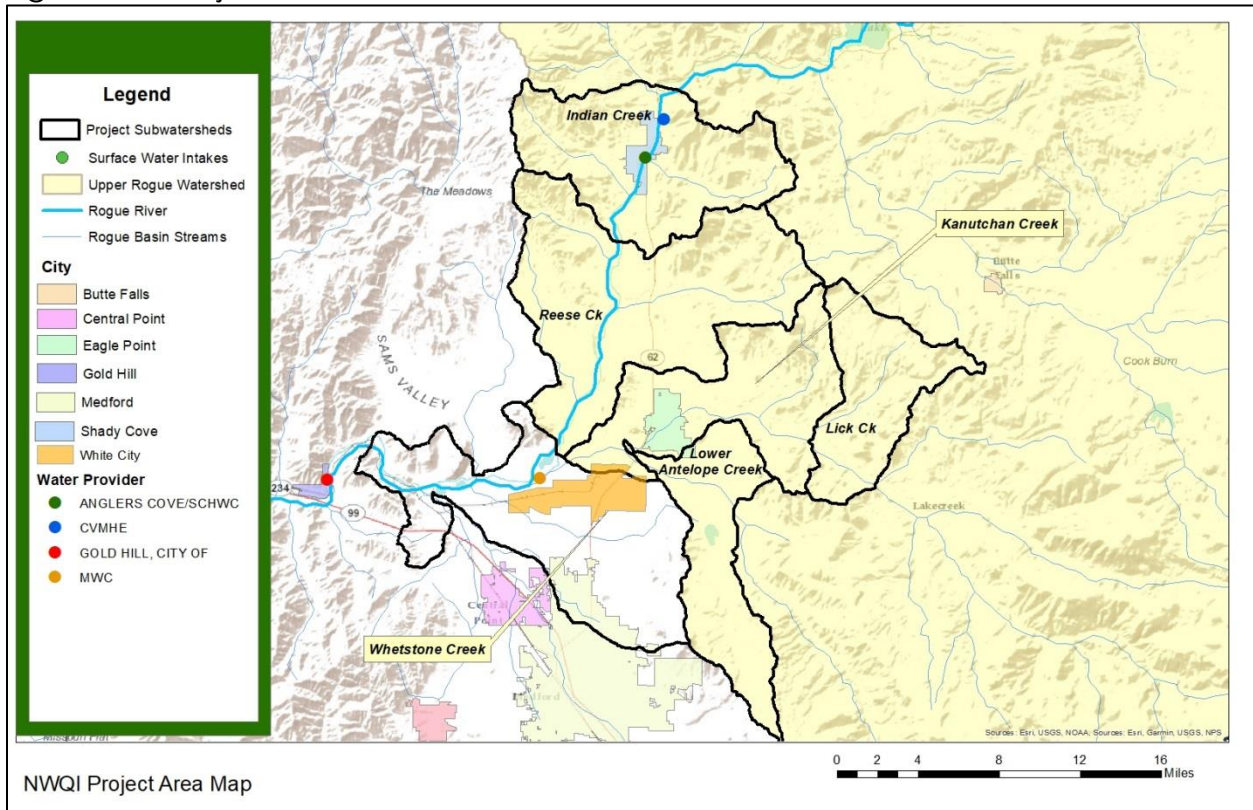 Legend
Project Subwatersheds
Surface Water Intakes
Upper Rogue Watershed
Rogue River
Rogue Basin Streams
City
Butte Falls
Central Point
Eagle Point
Gold Hill
Medford
Shady Cove
White City
Water Provider
ANGLERS COVE/SCHWC
CVMHE
GOLD HILL, CITY OF
MWC
Indian Creek
The Meadows
Kanutchan Creek
Butte
Falls
Reese Ck
SAMS VALLEY
62
Cook Burn
Lick Ck
Lower
Antelope Creek
234
99
Lakecreek
Central
Point
Whetstone Creek
Medford
Sources: Esri, USGS, NOAA, Sources: Esri, Garmin, USGS, NPS
NWQI Project Area Map
0 2 4 8 12 16
Miles